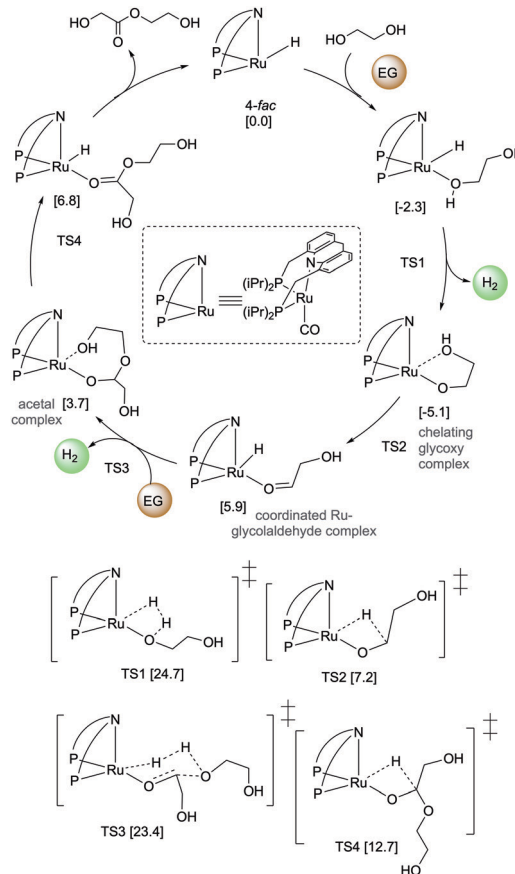 HO
O
O
OH
N
P
P
Ru
H
4-fac
[0.0]
HO
OH
EG
N
P
P
Ru
H
O
H
OH
[-2.3]
TS1
H2
N
P
P
Ru
OH
O
[-5.1]
chelating
glycoxy
complex
TS2
N
P
P
Ru
H
O
OH
[5.9]
coordinated Ru-
glycolaldehyde complex
TS3
EG
H2
N
P
P
Ru
OH
O
O
OH
acetal
complex
[3.7]
TS4
N
P
P
Ru
H
O
O
OH
HO
[6.8]
N
P
P
Ru
(iPr)2P
(iPr)2P
N
Ru
CO
N
P
P
Ru
H
H
O
OH
‡
TS1 [24.7]
N
P
P
Ru
H
O
OH
‡
TS2 [7.2]
N
P
P
Ru
H
H
O
O
OH
OH
‡
TS3 [23.4]
N
P
P
Ru
H
O
OH
O
HO
‡
TS4 [12.7]